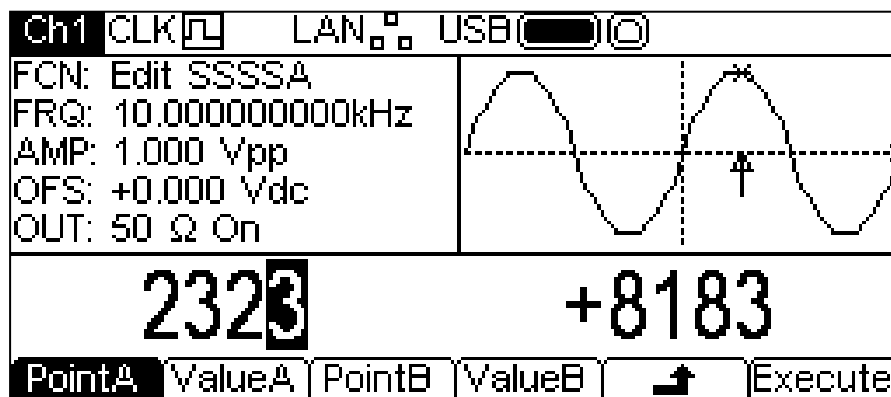 Ch1 CLK LAN USB
FCN: Edit SSSSA
FRQ: 10.000000000kHz
AMP: 1.000 Vpp
OFS: +0.000 Vdc
OUT: 50 Ω On
2323 +8183
PointA ValueA PointB ValueB Execute